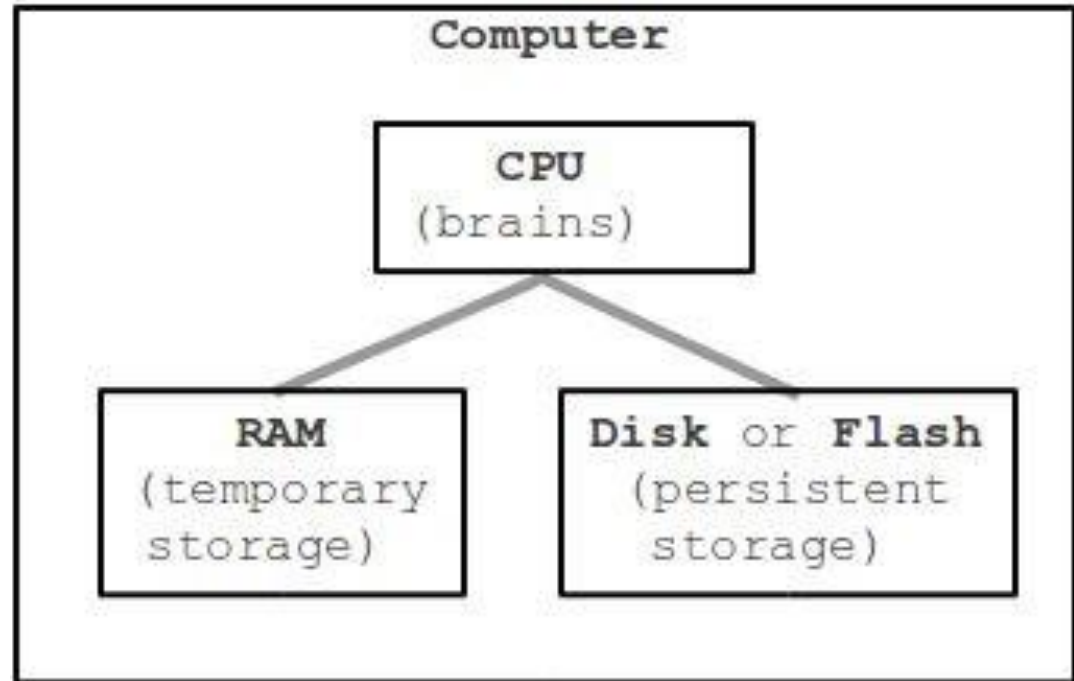 Computer
CPU
(brains)
RAM
(temporary
storage)
Disk or Flash
(persistent
storage)